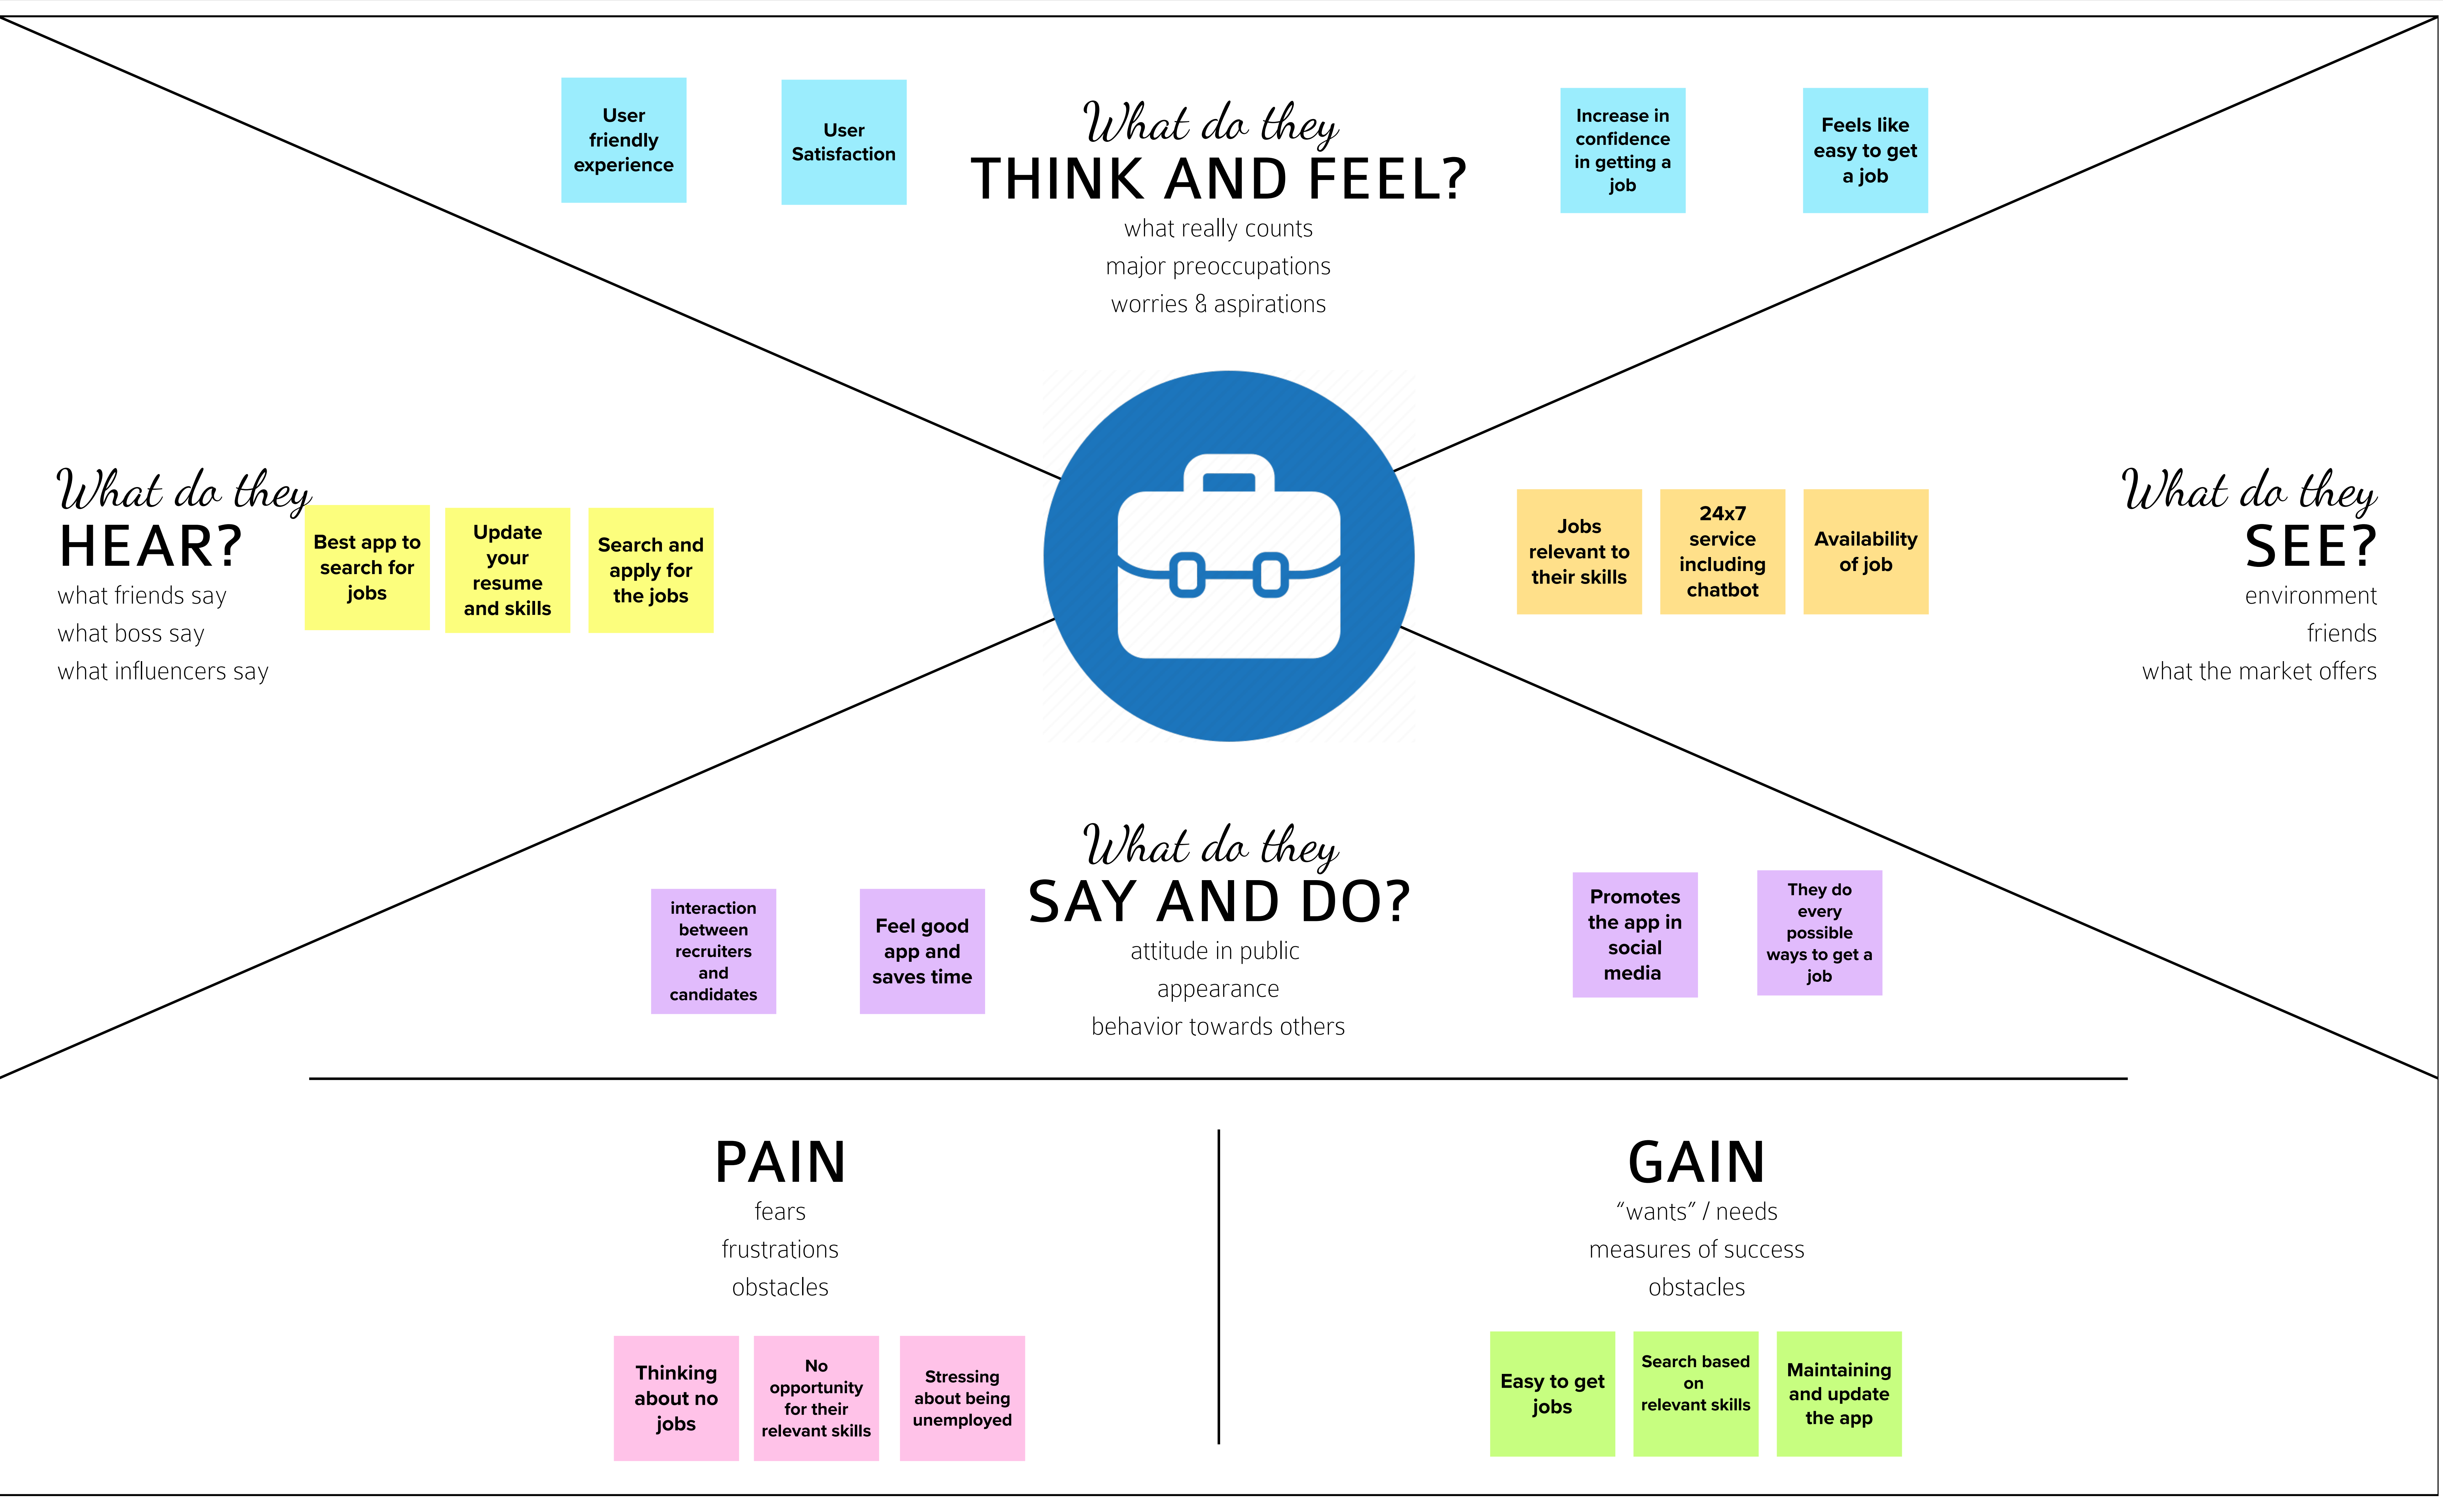 User
friendly
experience
User
Satisfaction
What do they
THINK AND FEEL?
what really counts
major preoccupations
worries & aspirations
Increase in
confidence
in getting a
job
Feels like
easy to get
a job
What do they
HEAR?
what friends say
what boss say
what influencers say
Best app to
search for
jobs
Update
your
resume
and skills
Search and
apply for
the jobs
Jobs
relevant to
their skills
24x7
service
including
chatbot
Availability
of job
What do they
SEE?
environment
friends
what the market offers
interaction
between
recruiters
and
candidates
Feel good
app and
saves time
What do they
SAY AND DO?
attitude in public
appearance
behavior towards others
Promotes
the app in
social
media
They do
every
possible
ways to get a
job
PAIN
fears
frustrations
obstacles
Thinking
about no
jobs
No
opportunity
for their
relevant skills
Stressing
about being
unemployed
GAIN
“wants” / needs
measures of success
obstacles
Easy to get
jobs
Search based
on
relevant skills
Maintaining
and update
the app